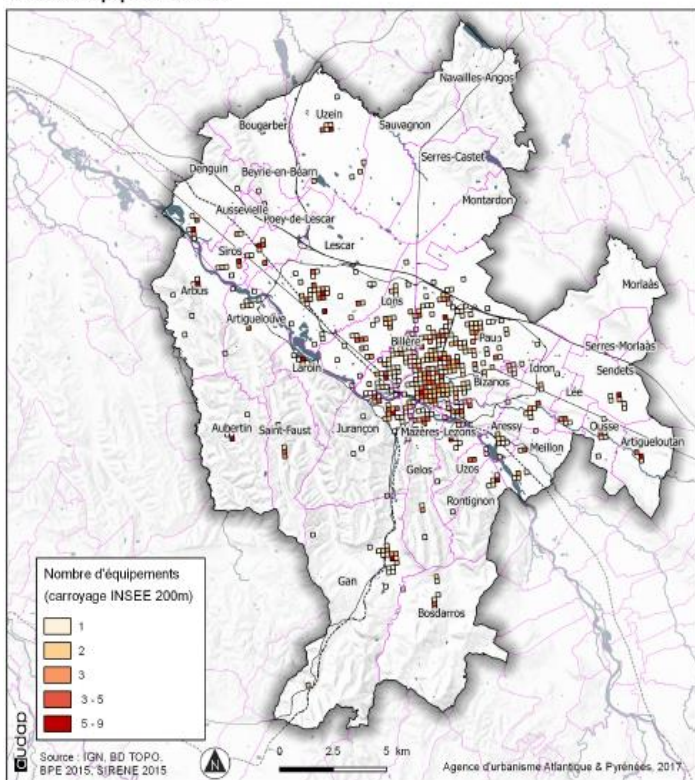 Navailles-Angos
Uzein
Bougarber
Sauvagnon
Serres-Castet
Denguin
Beyrie-en-Béarn
Montardon
Aussevielle
Poey-de-Lescar
Lescar
Siros
Morlaàs
Arbus
Lons
Artiguelouve
Serres-Morlaàs
Billère
Pau
Laroin
Idron
Sendets
Bizanos
Lée
Aubertin
Saint-Faust
Jurançon
Mazères-Lezons
Aressy
Ousse
Artigueloutan
Meillon
Gelos
Uzos
Rontignon
Gan
Bosdarros
Nombre d'équipements
(carroyage INSEE 200m)
1
2
3
3 - 5
5 - 9
audap
Source : IGN, BD TOPO,
BPE 2015, SIRENE 2015
N
0 2.5 5 km
Agence d'urbanisme Atlantique & Pyrénées, 2017